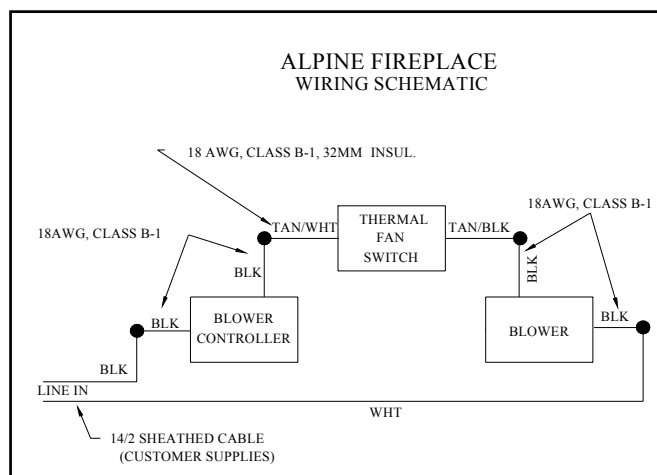 ALPINE FIREPLACE
WIRING SCHEMATIC
18 AWG, CLASS B-1, 32MM  INSUL.
18AWG, CLASS B-1
TAN/WHT
THERMAL
FAN
SWITCH
TAN/BLK
18AWG, CLASS B-1
BLK
BLK
BLK
BLOWER
CONTROLLER
BLOWER
BLK
BLK
LINE IN
WHT
14/2 SHEATHED CABLE
(CUSTOMER SUPPLIES)